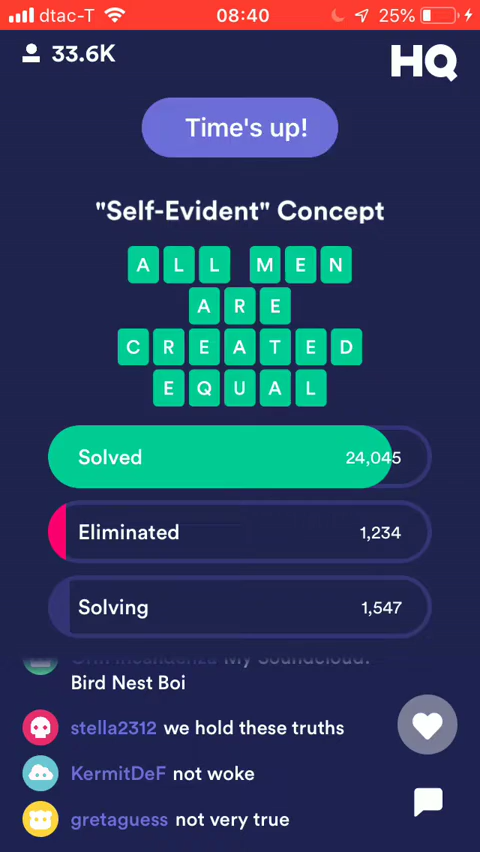 dtac-T 08:40 25%
33.6K HQ
Time's up!
"Self-Evident" Concept
ALL MEN
ARE
CREATED
EQUAL
Solved 24,045
Eliminated 1,234
Solving 1,547
My Soundcloud:
Bird Nest Boi
stella2312 we hold these truths
KermitDeF not woke
gretaguess not very true